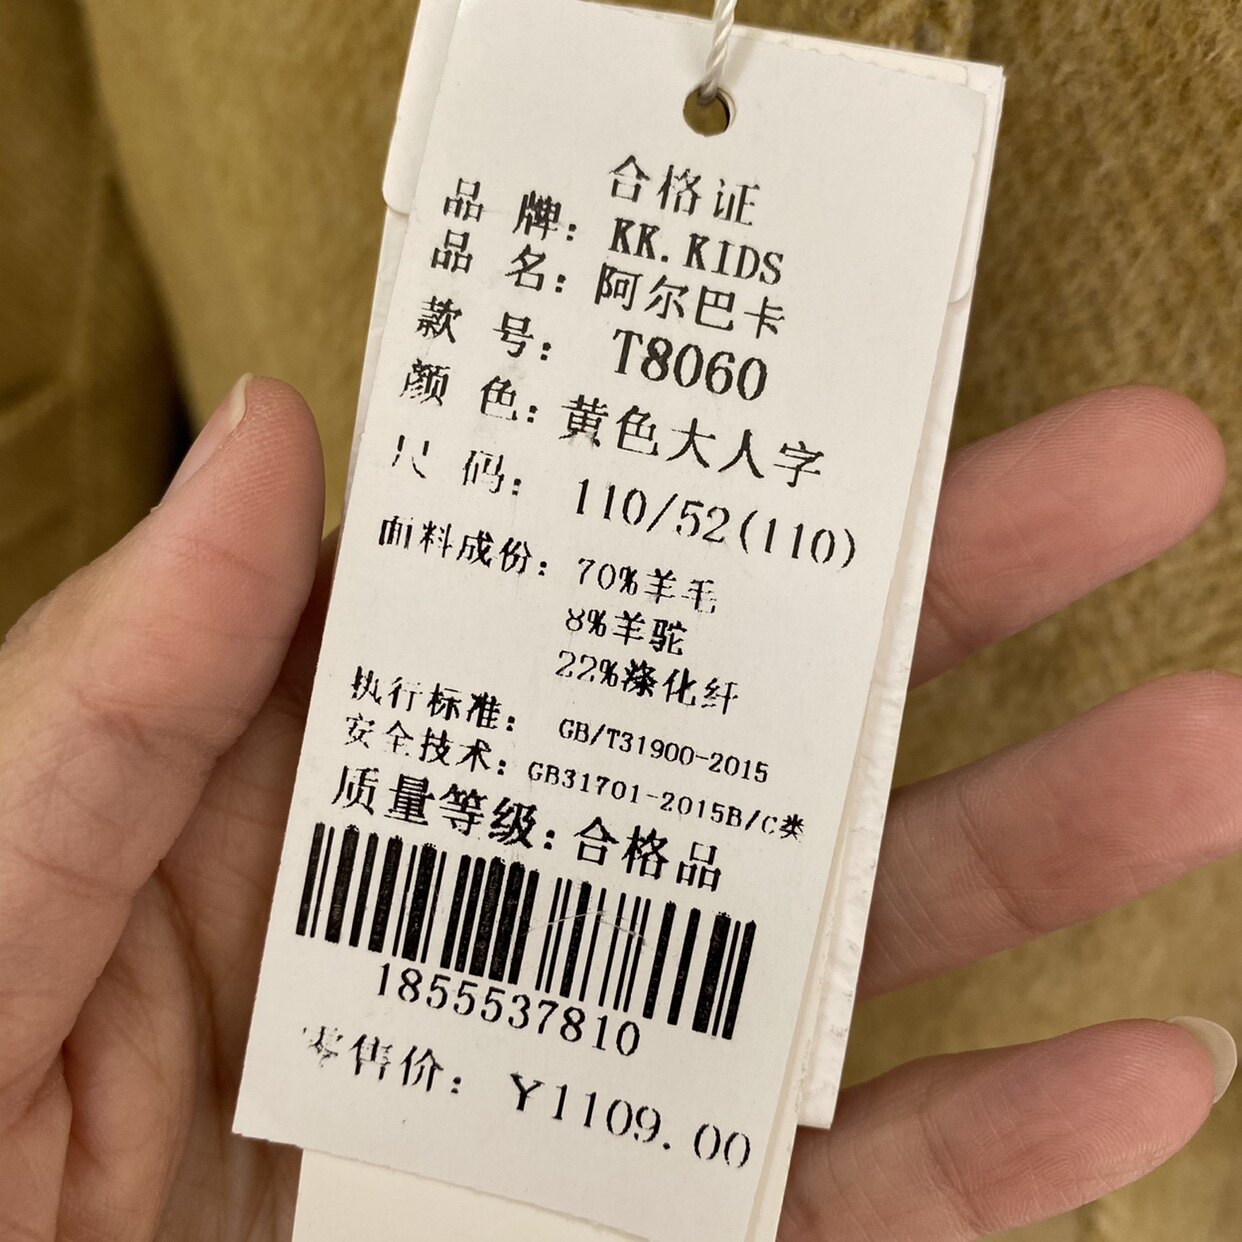 合格证
品 牌： KK.KIDS
品 名： 阿尔巴卡
款 号： T8060
颜 色： 黄色大人字
尺 码： 110/52(110)
面料成份： 70%羊毛
8%羊驼
22%涤化纤
执行标准： GB/T31900-2015
安全技术： GB31701-2015B/C类
质量等级： 合格品
1855537810
零售价： Y1109.00